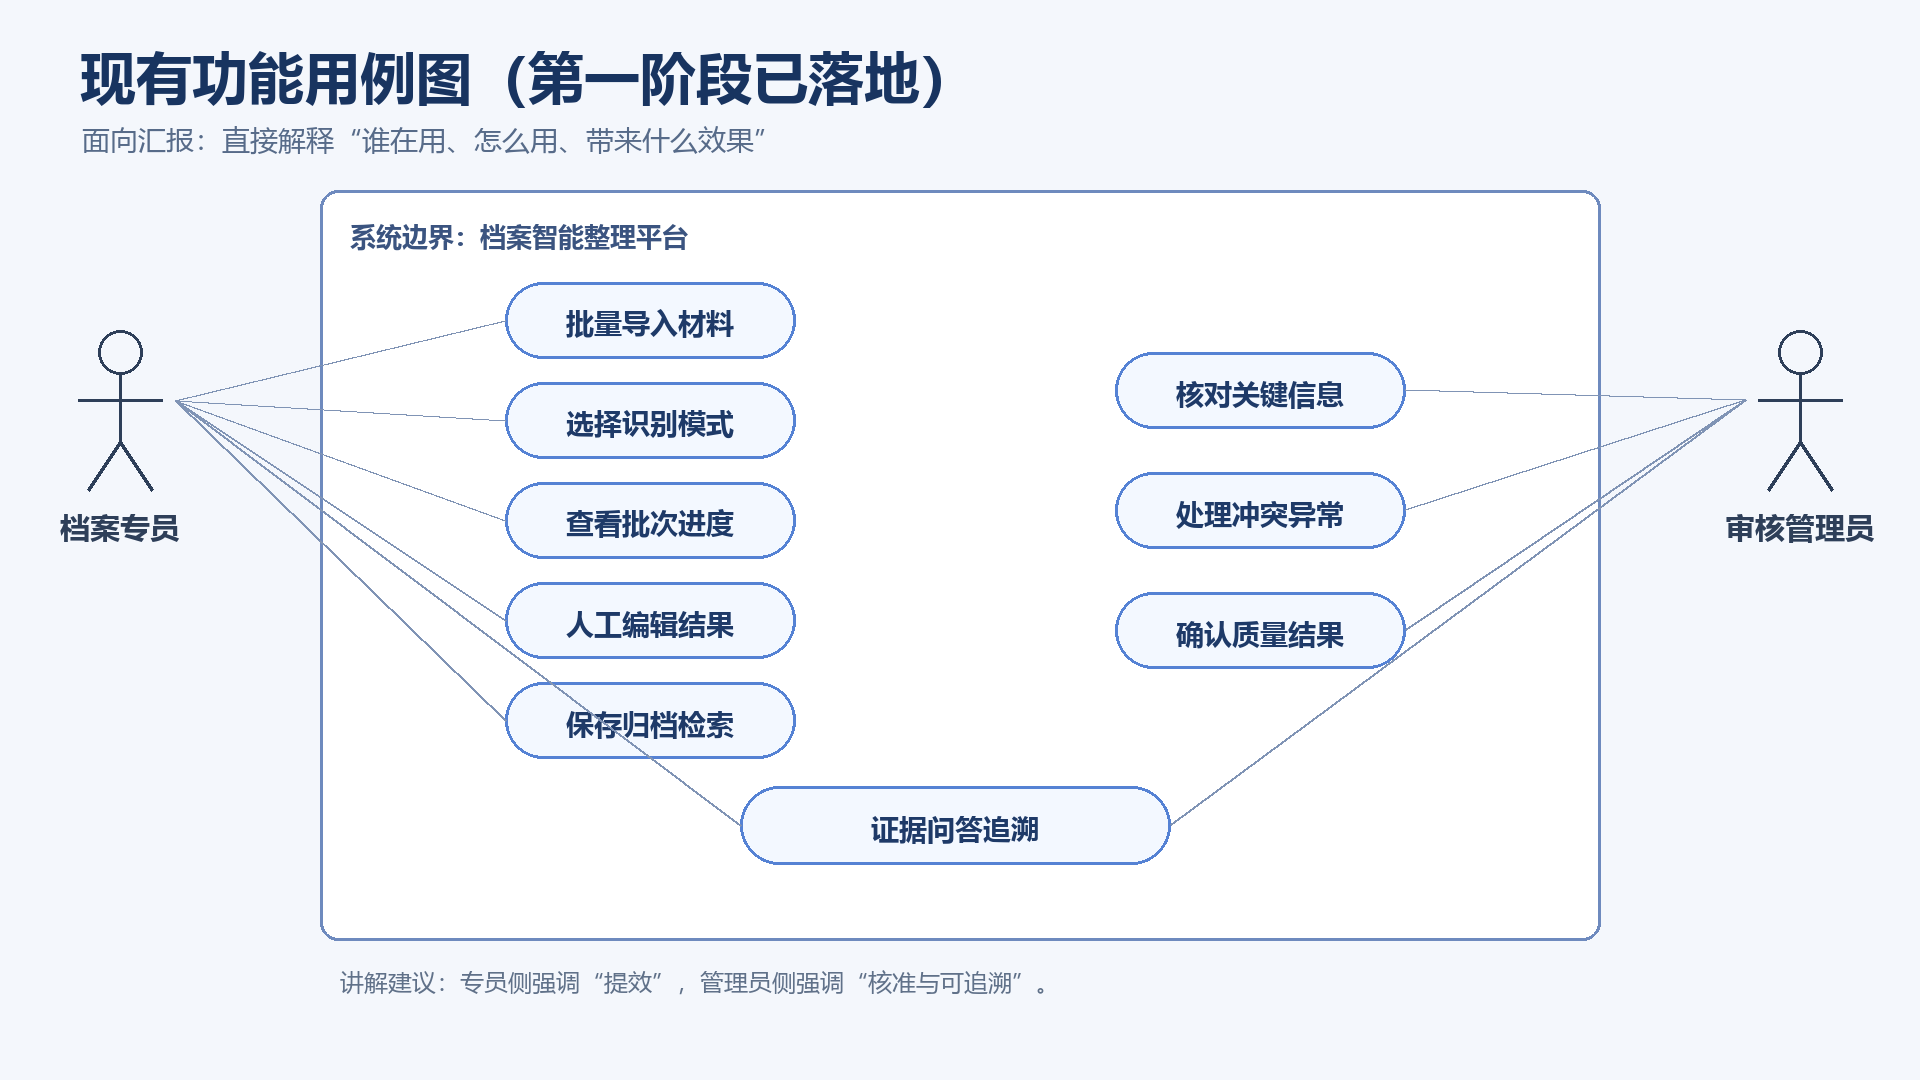 现有功能用例图（第一阶段已落地）
面向汇报：直接解释“谁在用、怎么用、带来什么效果”
系统边界：档案智能整理平台
批量导入材料
选择识别模式
查看批次进度
人工编辑结果
保存归档检索
核对关键信息
处理冲突异常
确认质量结果
证据问答追溯
档案专员
审核管理员
讲解建议：专员侧强调“提效”，管理员侧强调“核准与可追溯”。